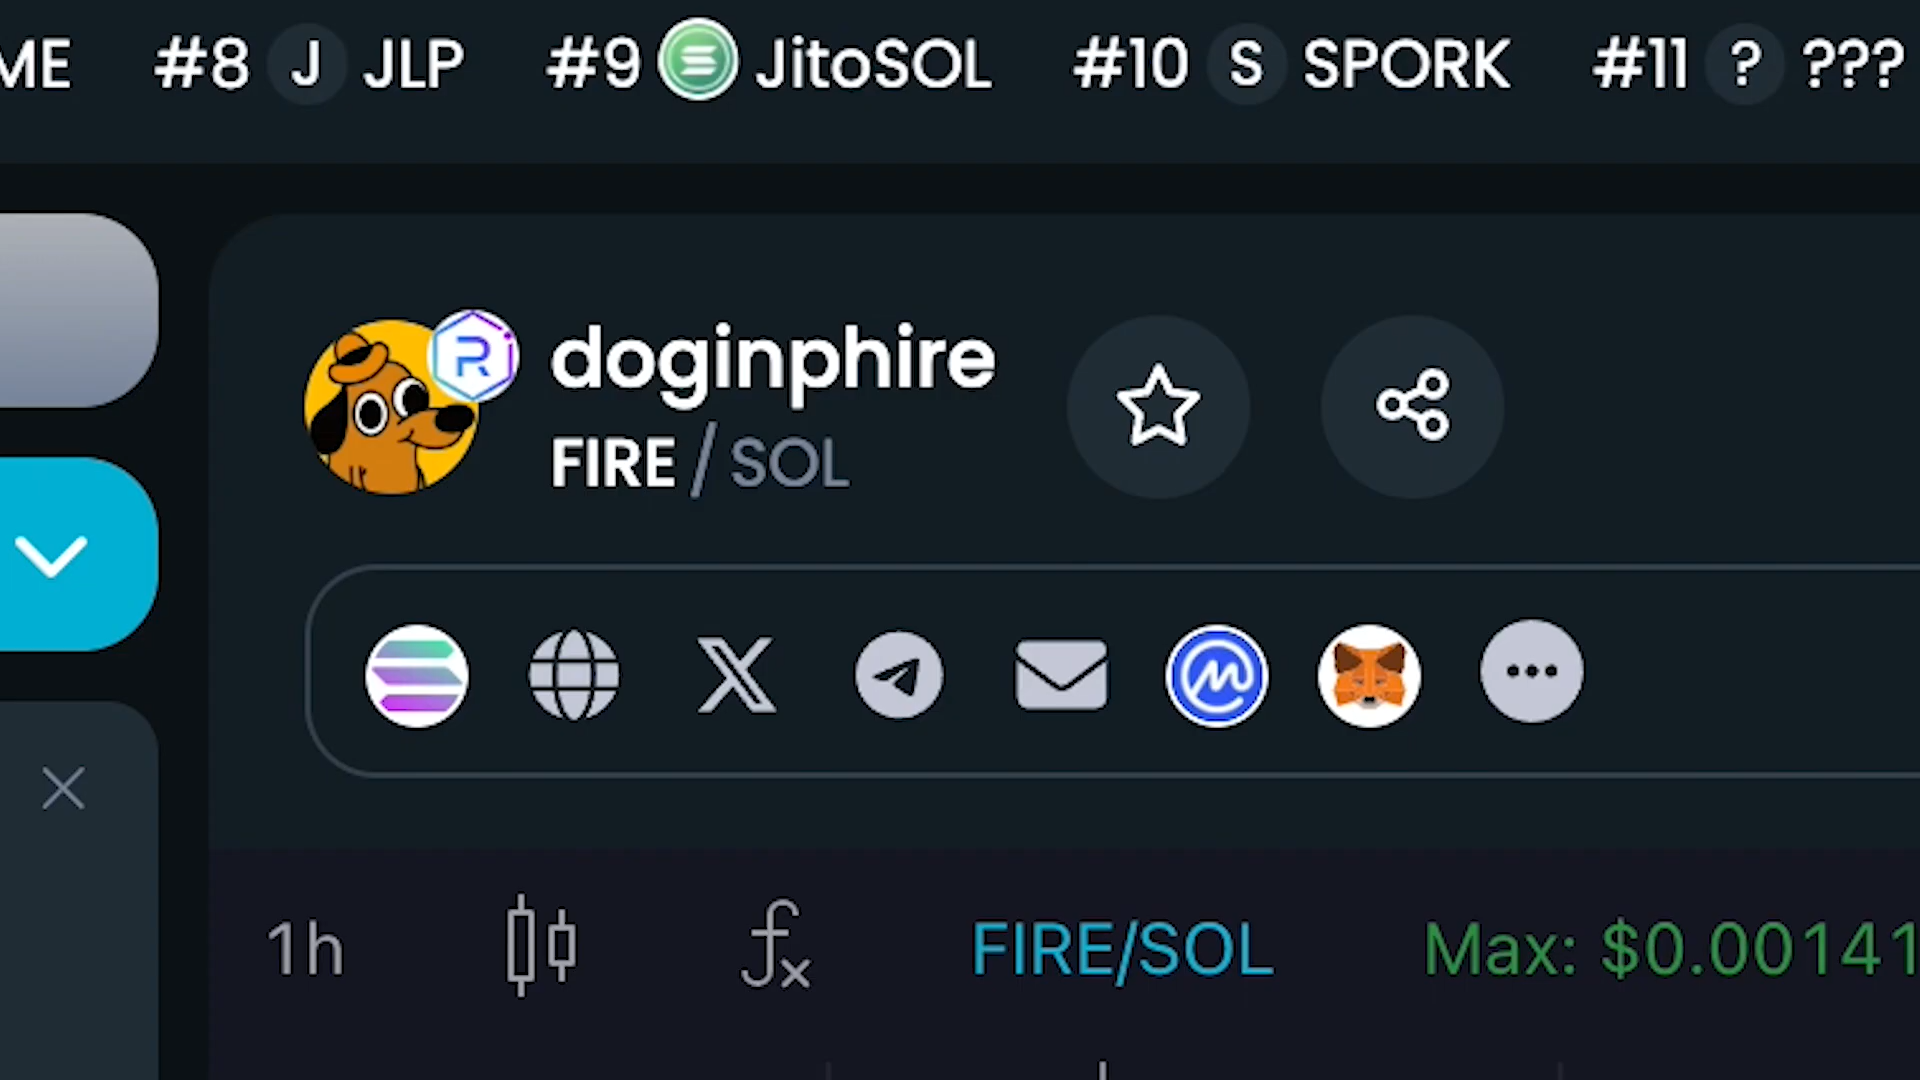 ME #8 J JLP #9 JitoSOL #10 S SPORK #11 ? ???
doginphire
FIRE / SOL
1h FIRE/SOL Max: $0.00141